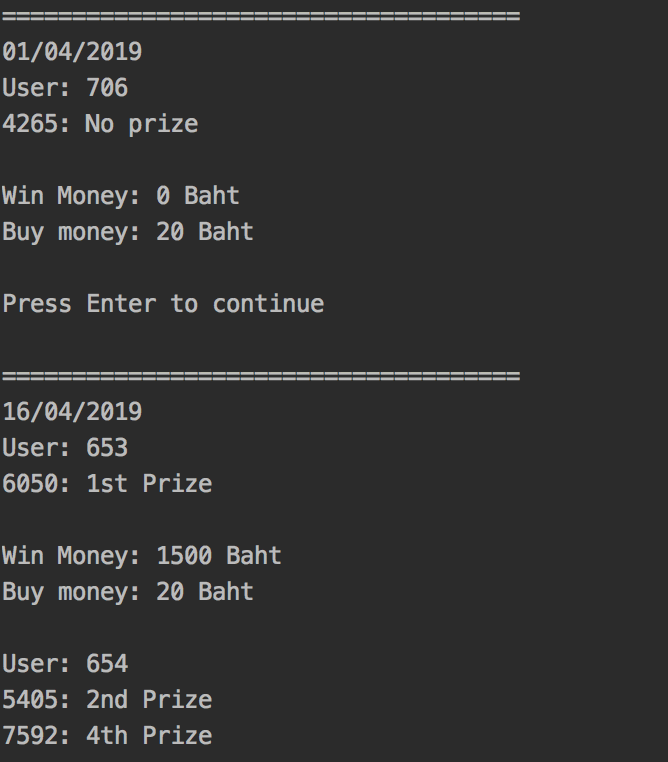 =====================================
01/04/2019
User: 706
4265: No prize
Win Money: 0 Baht
Buy money: 20 Baht
Press Enter to continue
=====================================
16/04/2019
User: 653
6050: 1st Prize
Win Money: 1500 Baht
Buy money: 20 Baht
User: 654
5405: 2nd Prize
7592: 4th Prize